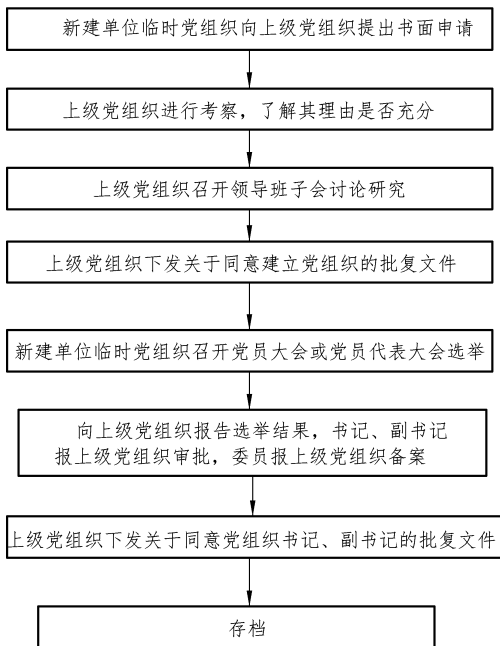 新建单位临时党组织向上级党组织提出书面申请
上级党组织进行考察，了解其理由是否充分
上级党组织召开领导班子会讨论研究
上级党组织下发关于同意建立党组织的批复文件
新建单位临时党组织召开党员大会或党员代表大会选举
向上级党组织报告选举结果，书记、副书记
报上级党组织审批，委员报上级党组织备案
上级党组织下发关于同意党组织书记、副书记的批复文件
存档